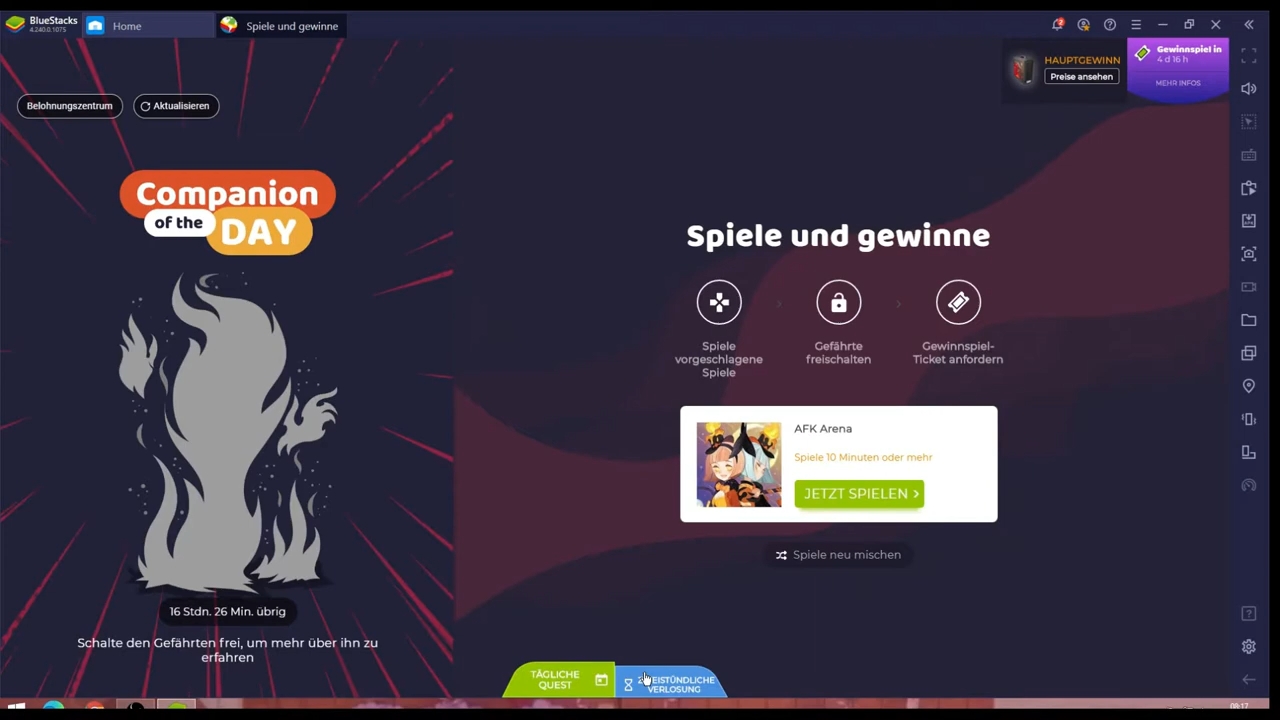 BlueStacks
4.240.0.1075
Home
Spiele und gewinne
2
HAUPTGEWINN
Preise ansehen
Gewinnspiel in
4 d 16 h
MEHR INFOS
Belohnungszentrum
Aktualisieren
Companion
of the
DAY
16 Stdn. 26 Min. übrig
Schalte den Gefährten frei, um mehr über ihn zu
erfahren
Spiele und gewinne
Spiele
vorgeschlagene
Spiele
Gefährte
freischalten
Gewinnspiel-
Ticket anfordern
AFK Arena
Spiele 10 Minuten oder mehr
JETZT SPIELEN
Spiele neu mischen
TÄGLICHE
QUEST
VERLOSUNG
08:17